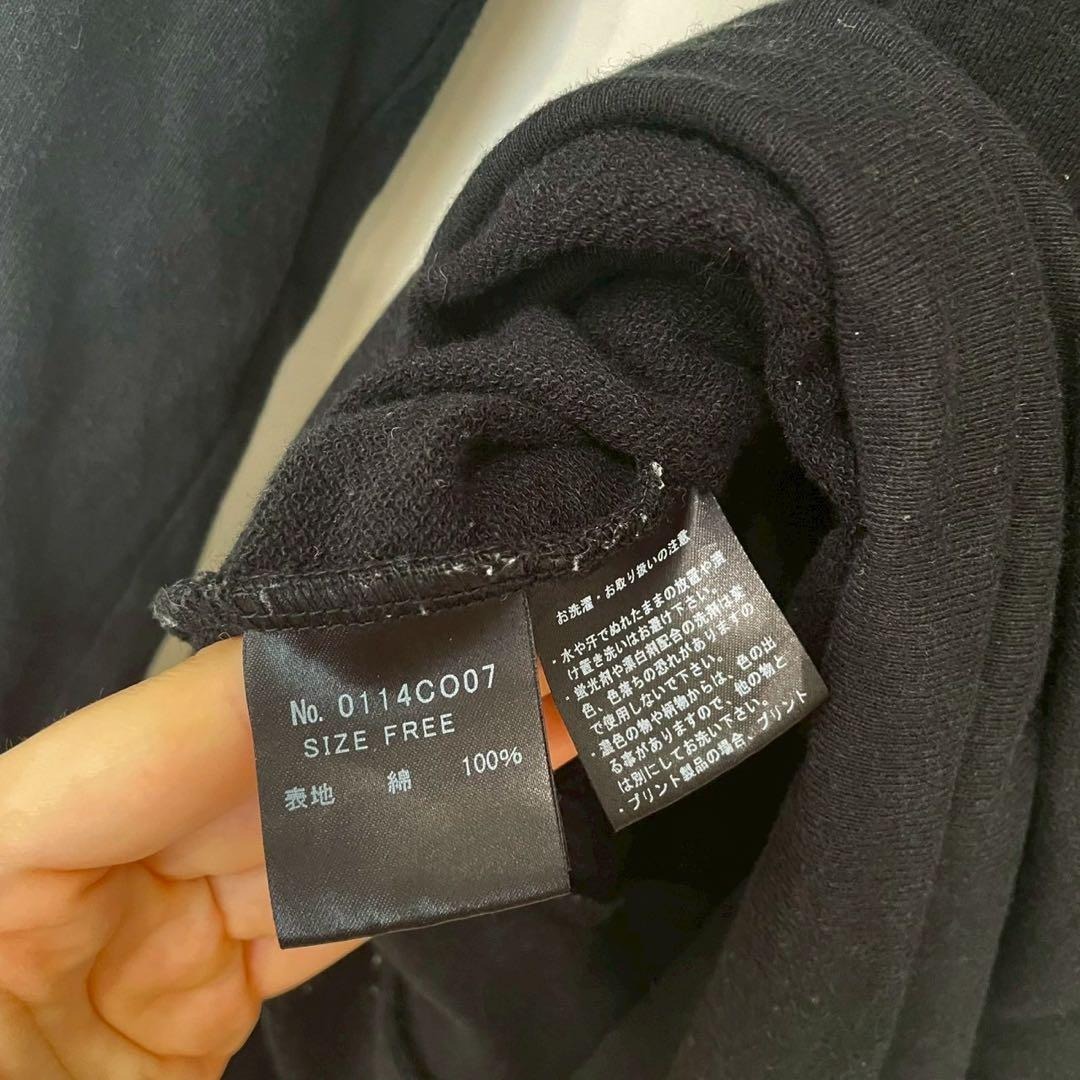 No. 0114CO07
SIZE FREE
表地 綿 100%
お洗濯・お取り扱いの注意
・水や汗でぬれたままの放置や漬
け置き洗いはお避け下さい。
・蛍光剤や漂白剤配合の洗剤は変
色、色落ちの恐れがありますの
で使用しないで下さい。
濃色の物や柄物からは、色の出
る事がありますので、他の物と
は別にしてお洗い下さい。
・プリント製品の場合、プリント